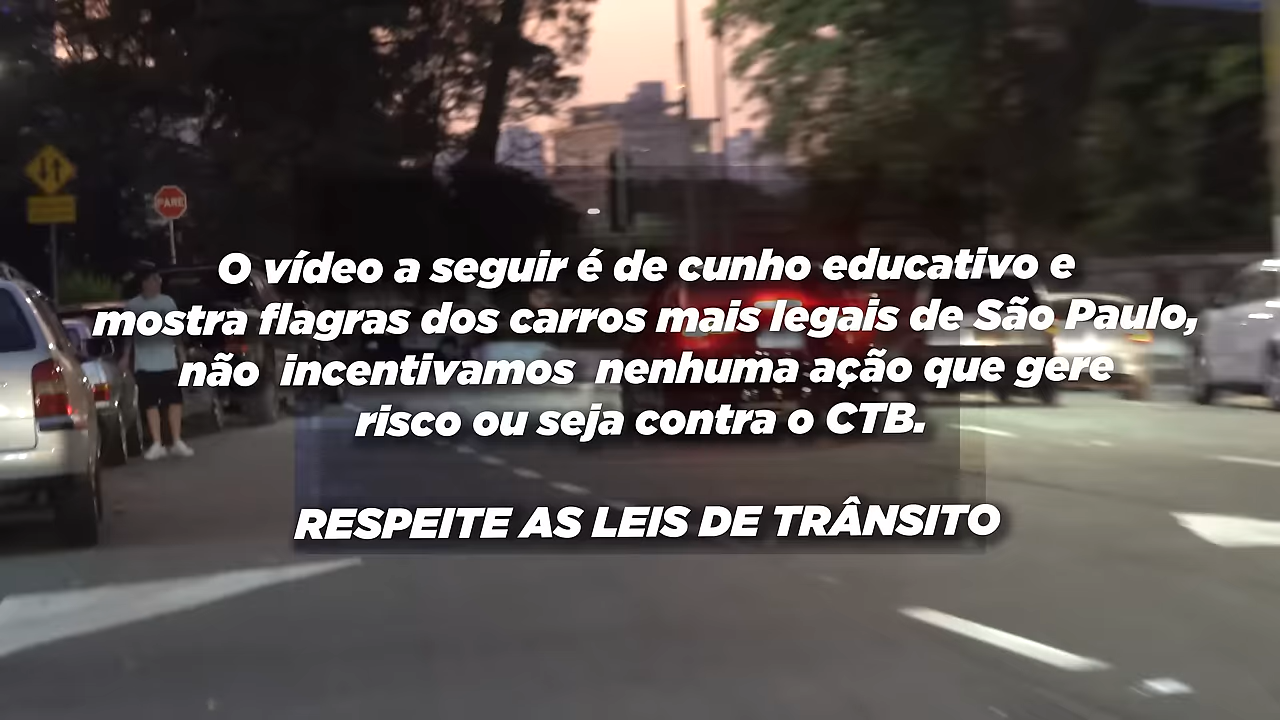 PARE
O vídeo a seguir é de cunho educativo e
mostra flagras dos carros mais legais de São Paulo,
não incentivamos nenhuma ação que gere
risco ou seja contra o CTB.
RESPEITE AS LEIS DE TRÂNSITO